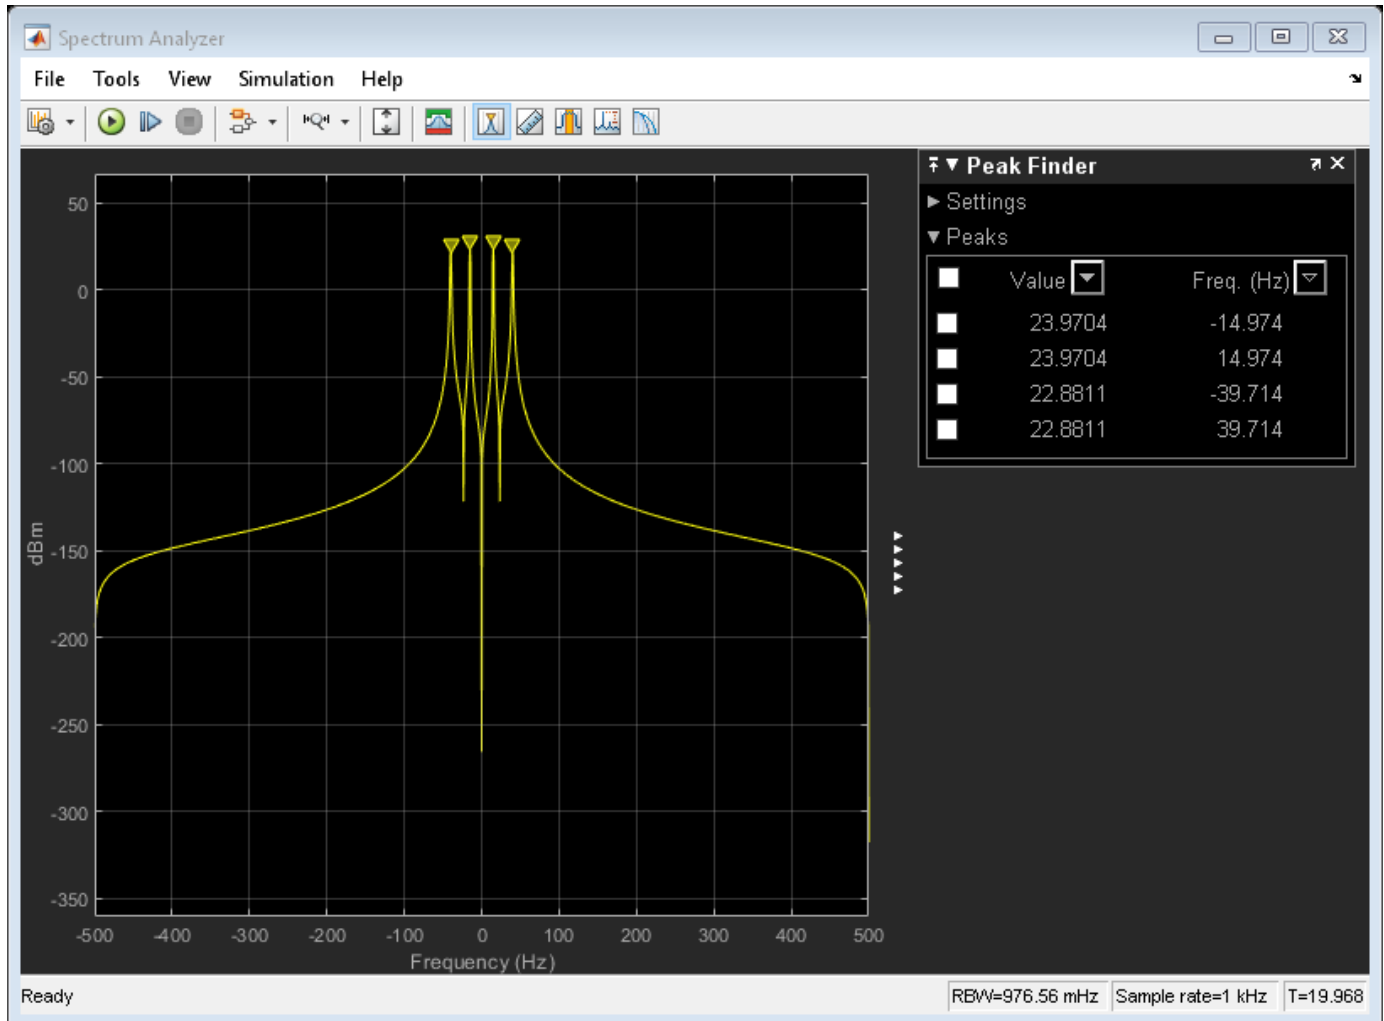 Spectrum Analyzer
File Tools View Simulation Help
Peak Finder
Settings
Peaks
Value Freq. (Hz)
23.9704 -14.974
23.9704 14.974
22.8811 -39.714
22.8811 39.714
50
0
-50
-100
-150
-200
-250
-300
-350
dBm
-500 -400 -300 -200 -100 0 100 200 300 400 500
Frequency (Hz)
Ready RBW=976.56 mHz Sample rate=1 kHz T=19.968